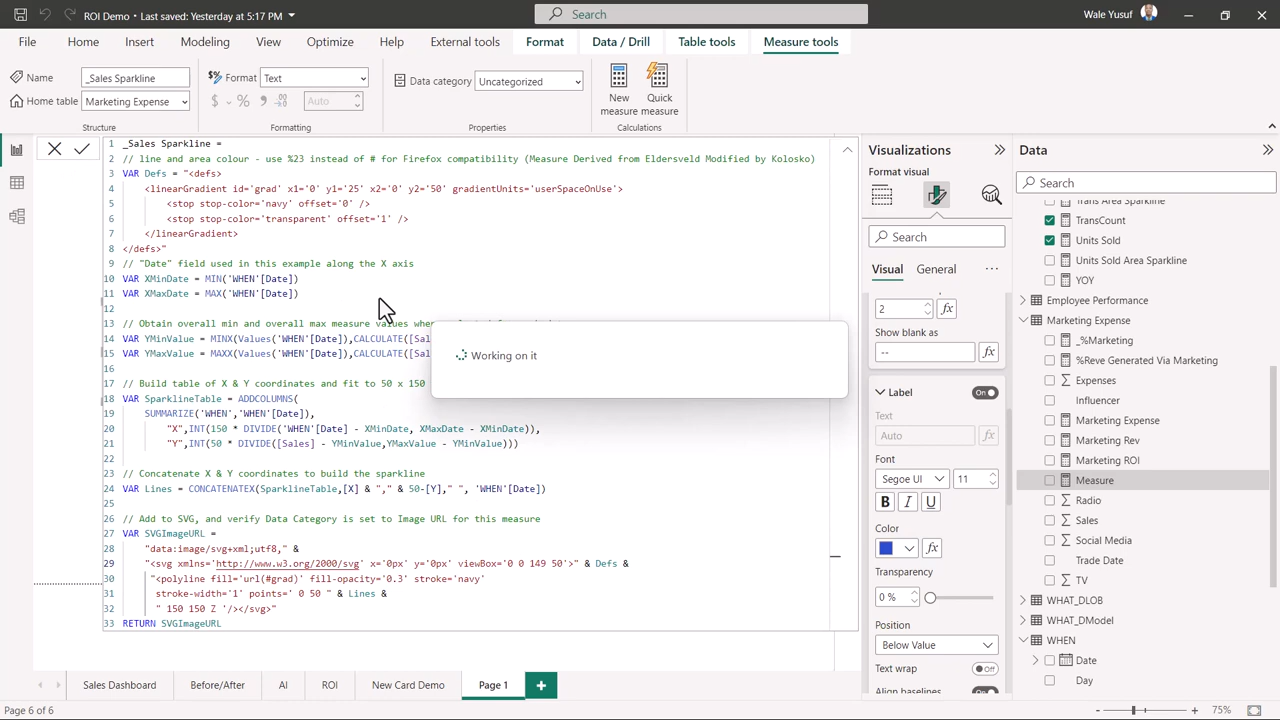 ROI Demo • Last saved: Yesterday at 5:17 PM
Search
Wale Yusuf
File
Home
Insert
Modeling
View
Optimize
Help
External tools
Format
Data / Drill
Table tools
Measure tools
Name
_Sales Sparkline
Home table
Marketing Expense
Structure
Format
Text
$
%
Auto
Formatting
Data category
Uncategorized
Properties
New measure
Quick measure
Calculations
1 _Sales Sparkline =
2 // line and area colour - use %23 instead of # for Firefox compatibility (Measure Derived from Eldersveld Modified by Kolosko)
3 VAR Defs = "<defs>
4 <linearGradient id='grad' x1='0' y1='25' x2='0' y2='50' gradientUnits='userSpaceOnUse'>
5 <stop stop-color='navy' offset='0' />
6 <stop stop-color='transparent' offset='1' />
7 </linearGradient>
8 </defs>"
9 // "Date" field used in this example along the X axis
10 VAR XMinDate = MIN('WHEN'[Date])
11 VAR XMaxDate = MAX('WHEN'[Date])
12
13 // Obtain overall min and overall max measure values
14 VAR YMinValue = MINX(Values('WHEN'[Date]),CALCULATE([Sal
15 VAR YMaxValue = MAXX(Values('WHEN'[Date]),CALCULATE([Sal
16
17 // Build table of X & Y coordinates and fit to 50 x 150
18 VAR SparklineTable = ADDCOLUMNS(
19 SUMMARIZE('WHEN','WHEN'[Date]),
20 "X",INT(150 * DIVIDE('WHEN'[Date] - XMinDate, XMaxDate - XMinDate)),
21 "Y",INT(50 * DIVIDE([Sales] - YMinValue,YMaxValue - YMinValue)))
22
23 // Concatenate X & Y coordinates to build the sparkline
24 VAR Lines = CONCATENATEX(SparklineTable,[X] & "," & 50-[Y]," ", 'WHEN'[Date])
25
26 // Add to SVG, and verify Data Category is set to Image URL for this measure
27 VAR SVGImageURL =
28 "data:image/svg+xml;utf8," &
29 "<svg xmlns='http://www.w3.org/2000/svg' x='0px' y='0px' viewBox='0 0 149 50'>" & Defs &
30 "<polyline fill='url(#grad)' fill-opacity='0.3' stroke='navy'
31 stroke-width='1' points=' 0 50 " & Lines &
32 " 150 150 Z '/></svg>"
33 RETURN SVGImageURL
Working on it
Visualizations
Format visual
Search
Visual
General
2
fx
Show blank as
--
fx
Label
On
Text
Auto
fx
Font
Segoe UI
11
B I U
Color
fx
Transparency
0 %
Position
Below Value
Text wrap
Off
Align baselines
On
Data
Search
Trans Area Sparkline
TransCount
Units Sold
Units Sold Area Sparkline
YOY
Employee Performance
Marketing Expense
_%Marketing
%Reve Generated Via Marketing
Expenses
Influencer
Marketing Expense
Marketing Rev
Marketing ROI
Measure
Radio
Sales
Social Media
Trade Date
TV
WHAT_DLOB
WHAT_DModel
WHEN
Date
Day
Sales Dashboard
Before/After
AI
ROI
New Card Demo
Page 1
Page 6 of 6
75%